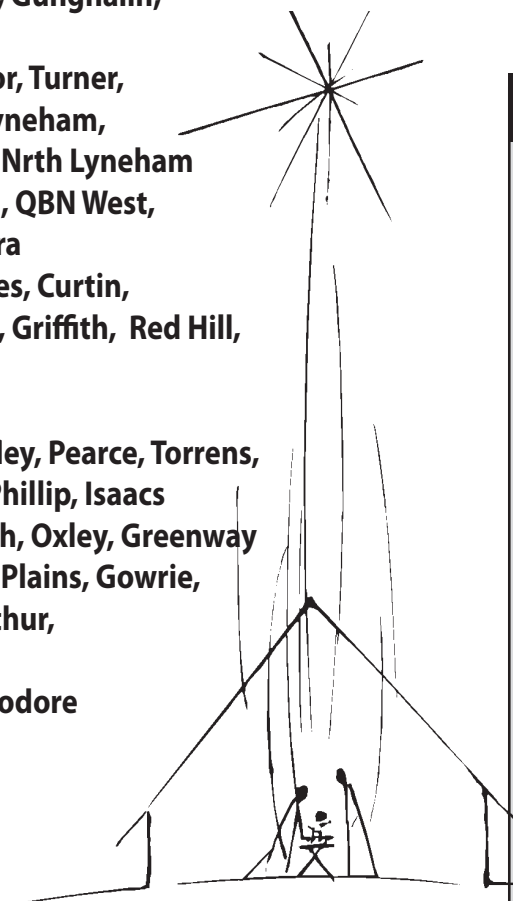 Gungahlin,
or, Turner,
yneham,
Nrth Lyneham
, QBN West,
ra
es, Curtin,
, Griffith, Red Hill,
ley, Pearce, Torrens,
Phillip, Isaacs
h, Oxley, Greenway
Plains, Gowrie,
thur,
odore